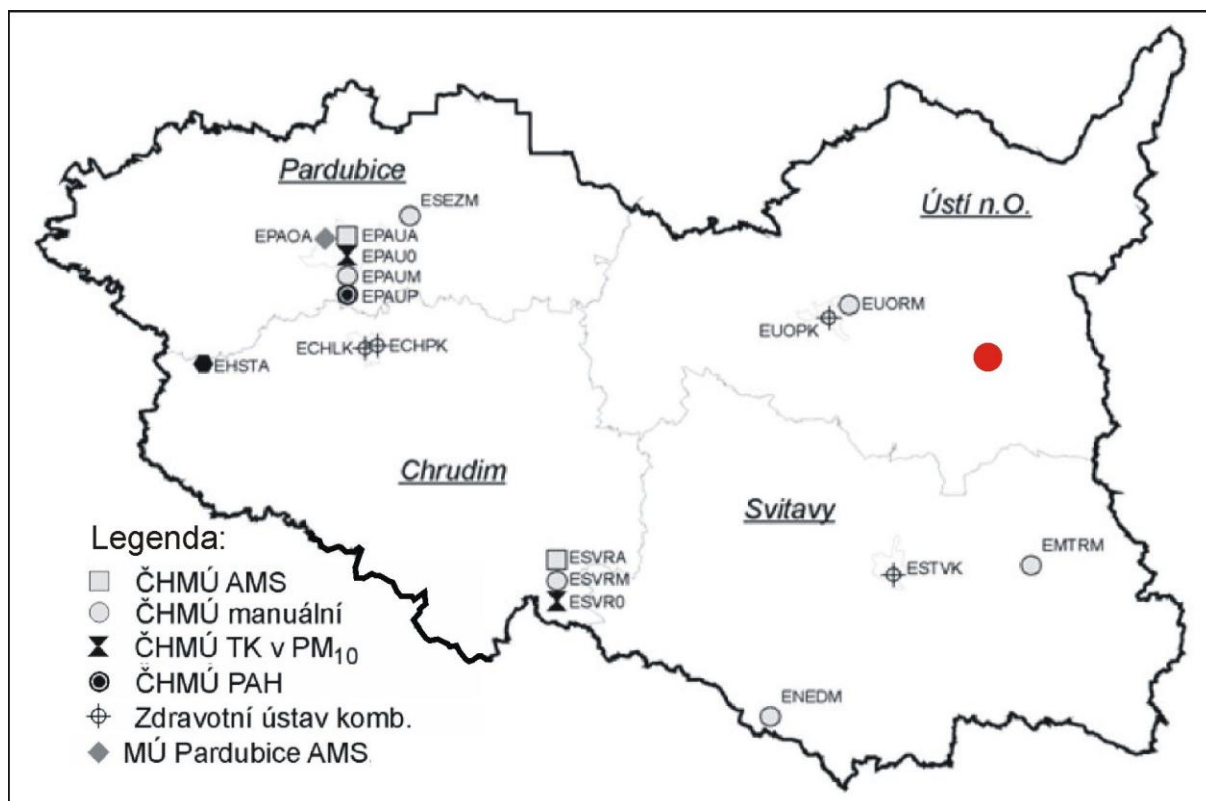 Pardubice
ESEZM
Ústí n.O.
EPAOA
EPAUA
EPAU0
EPAUM
EPAUP
EUORM
EUOPK
ECHLK
ECHPK
EHSTA
Chrudim
Svitavy
ESVRA
ESVRM
ESVR0
ESTVK
EMTRM
ENEDM
Legenda:
ČHMÚ AMS
ČHMÚ manuální
ČHMÚ TK v PM10
ČHMÚ PAH
Zdravotní ústav komb.
MÚ Pardubice AMS